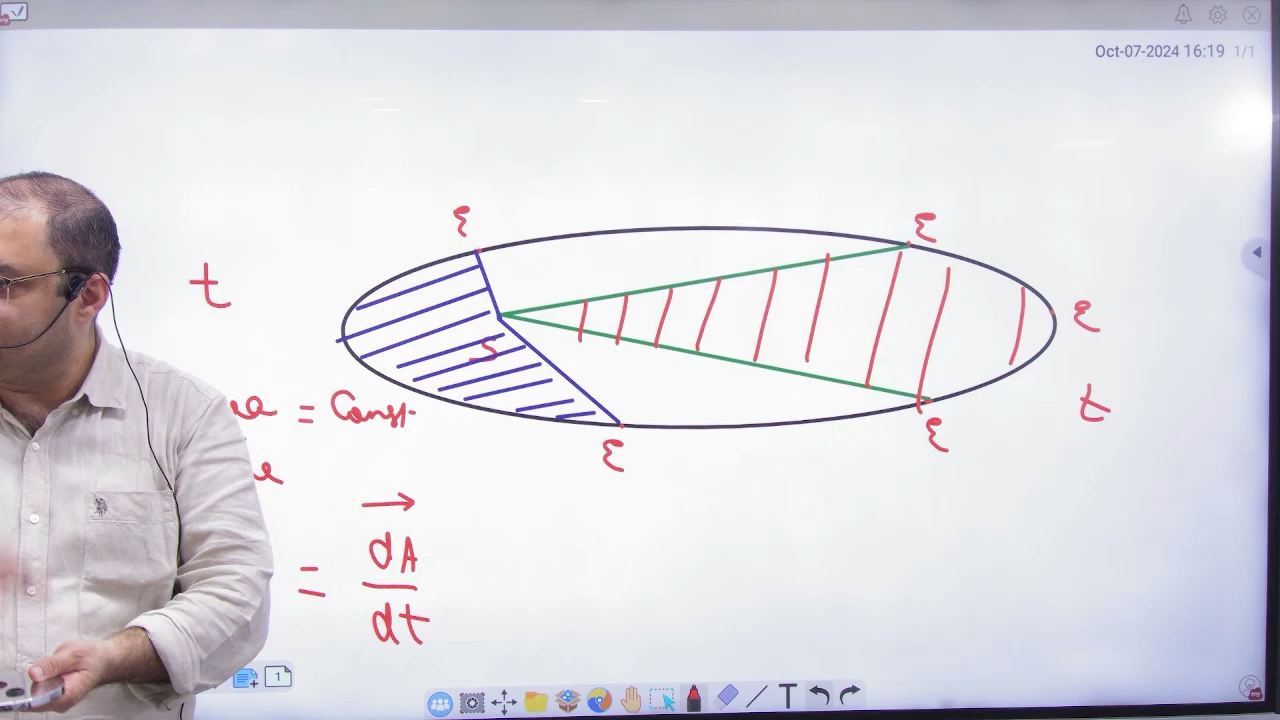 Oct-07-2024 16:19 1/1
ε
ε
t
ε
S
t
= Const.
ε
ε
= dA
dt
1
T